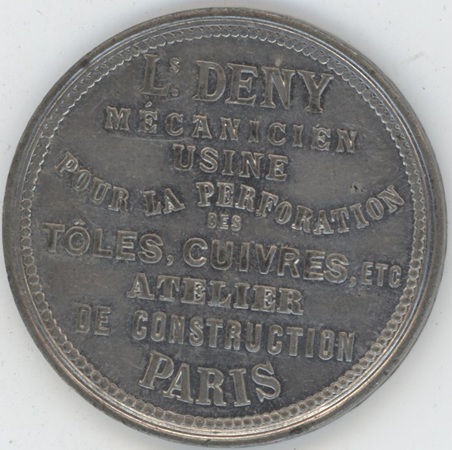 Ls. DENY
MÉCANICIEN
USINE
POUR LA PERFORATION
DES
TÔLES, CUIVRES, ETC
ATELIER
DE CONSTRUCTION
PARIS